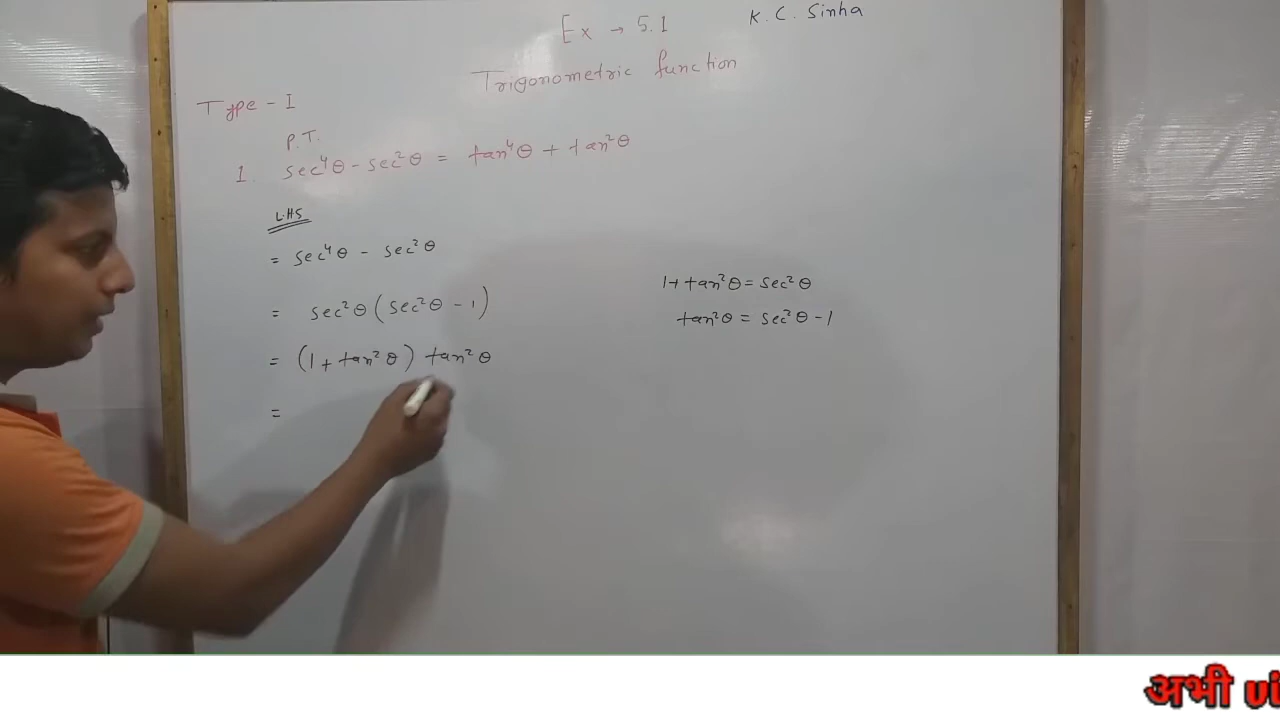 Ex → 5.1
K. C. Sinha
Trigonometric function
Type - I
P.T.
1. sec⁴θ - sec²θ = tan⁴θ + tan²θ
L.H.S
= sec⁴θ - sec²θ
= sec²θ (sec²θ - 1)
= (1 + tan²θ) tan²θ
=
1 + tan²θ = sec²θ
tan²θ = sec²θ - 1
अभी